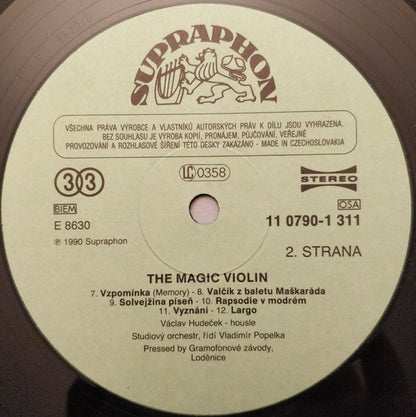 SUPRAPHON
VŠECHNA PRÁVA VÝROBCE A VLASTNÍKŮ AUTORSKÝCH PRÁV K DÍLU JSOU VYHRAZENA.
BEZ SOUHLASU JE VÝROBA KOPIÍ, PRONÁJEM, PŮJČOVÁNÍ, VEŘEJNÉ
PROVOZOVÁNÍ A ROZHLASOVÉ ŠÍŘENÍ TÉTO DESKY ZAKÁZÁNO - MADE IN CZECHOSLOVAKIA
33
LC 0358
STEREO
BIEM
OSA
E 8630
11 0790-1 311
℗ 1990 Supraphon
2. STRANA
THE MAGIC VIOLIN
7. Vzpomínka (Memory) - 8. Valčík z baletu Maškaráda
9. Solvejžina píseň - 10. Rapsodie v modrém
11. Vyznání - 12. Largo
Václav Hudeček - housle
Studiový orchestr, řídí Vladimír Popelka
Pressed by Gramofonové závody,
Loděnice